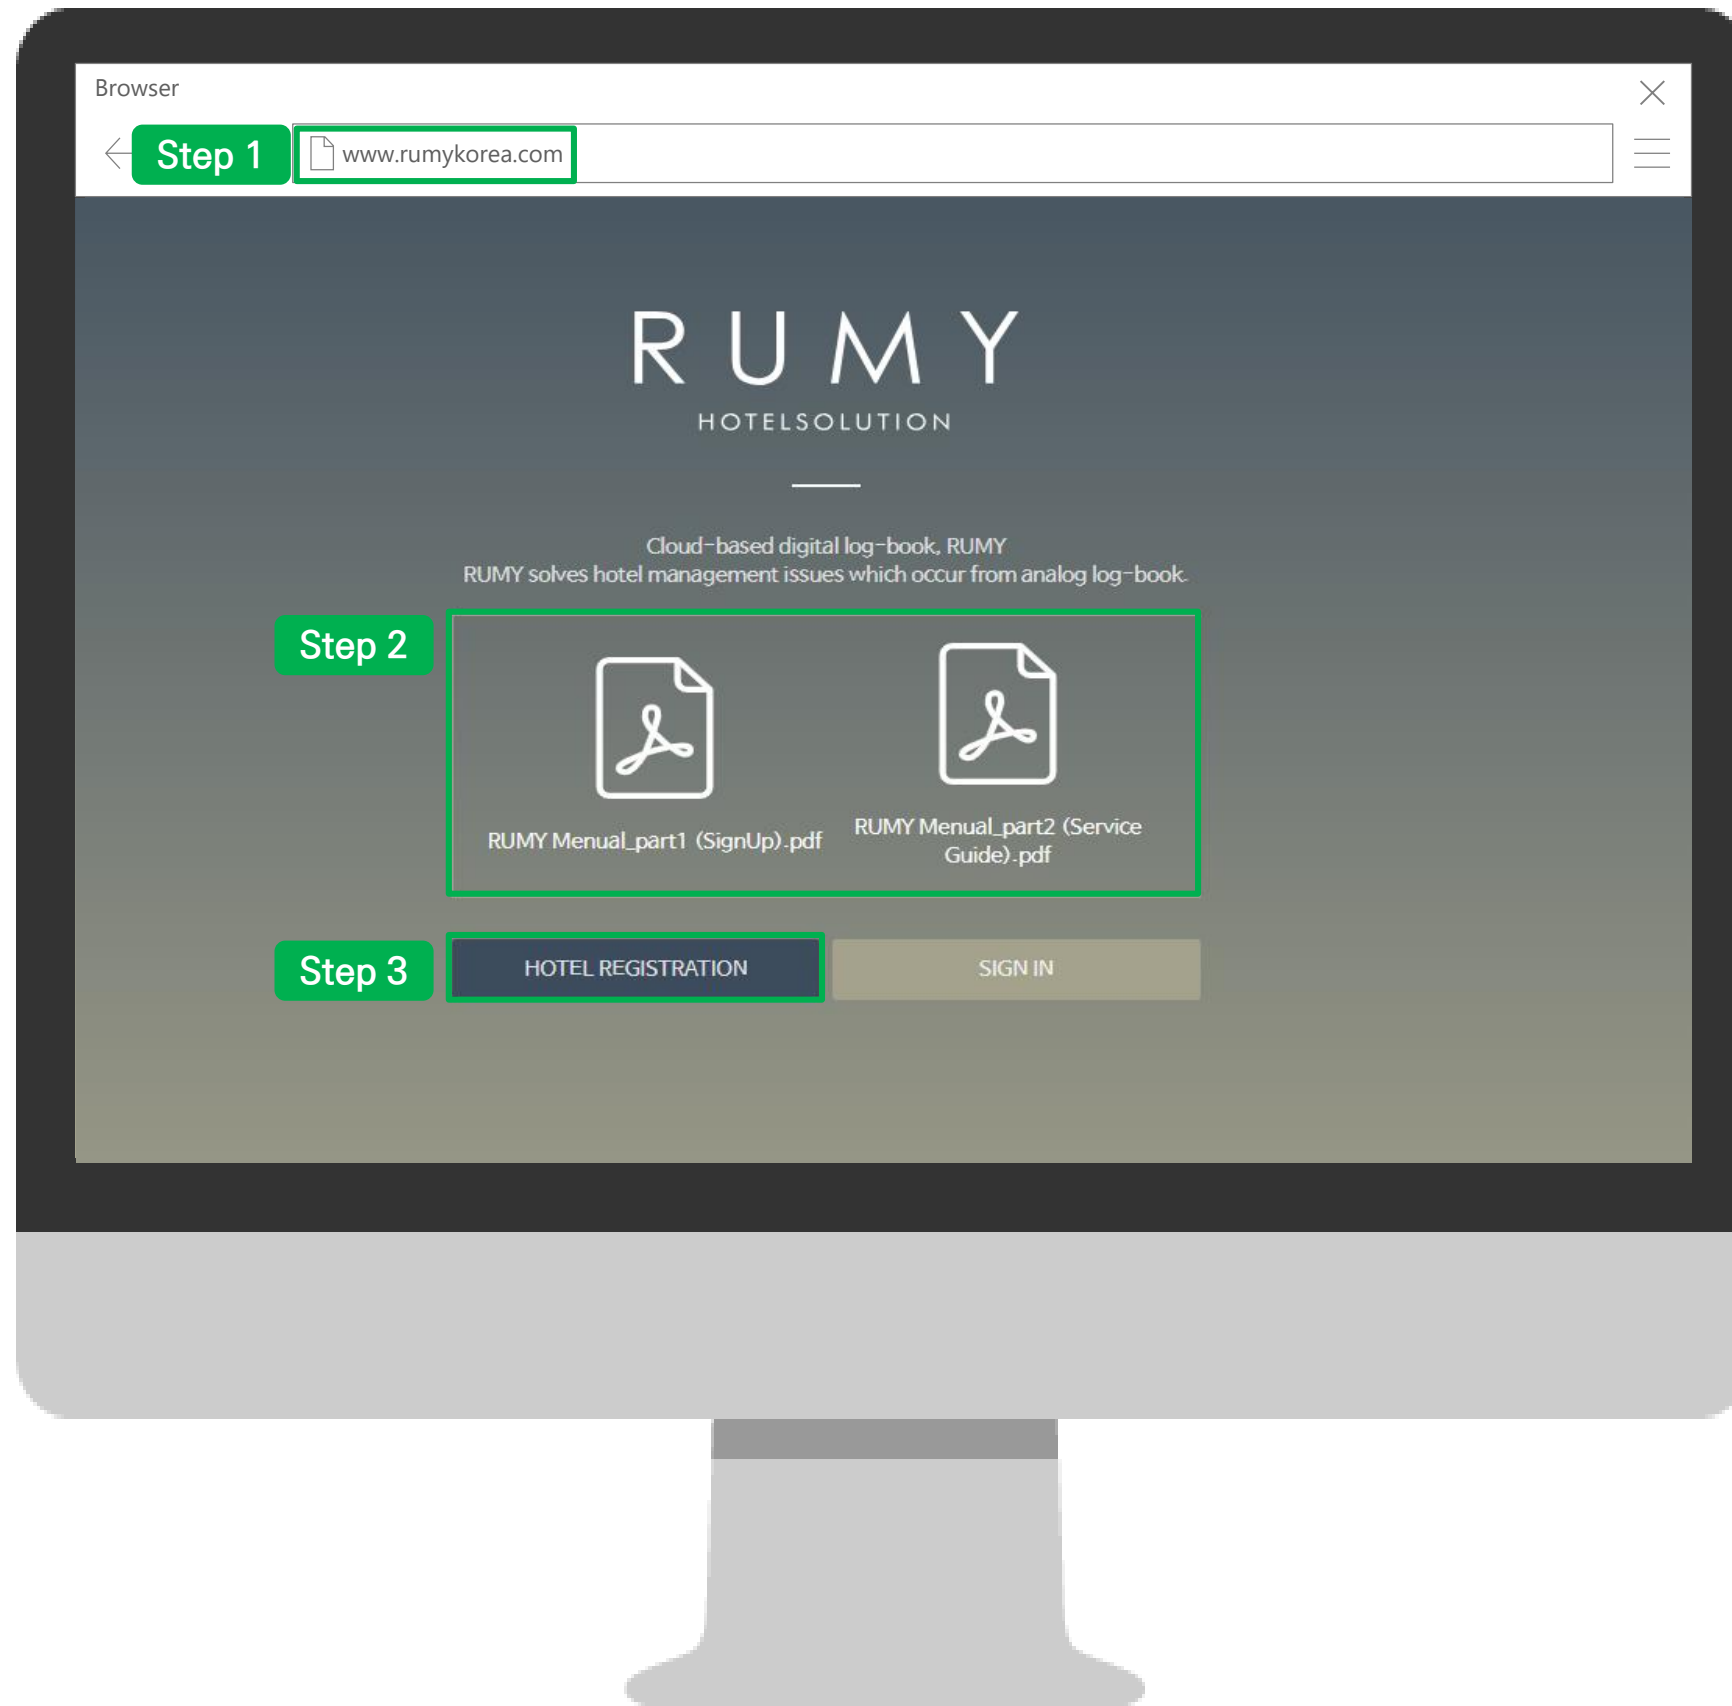 Browser
Step 1
www.rumykorea.com
RUMY
HOTELSOLUTION
Cloud-based digital log-book, RUMY
RUMY solves hotel management issues which occur from analog log-book.
Step 2
RUMY Menual_part1 (SignUp).pdf
RUMY Menual_part2 (Service
Guide).pdf
Step 3
HOTEL REGISTRATION
SIGN IN